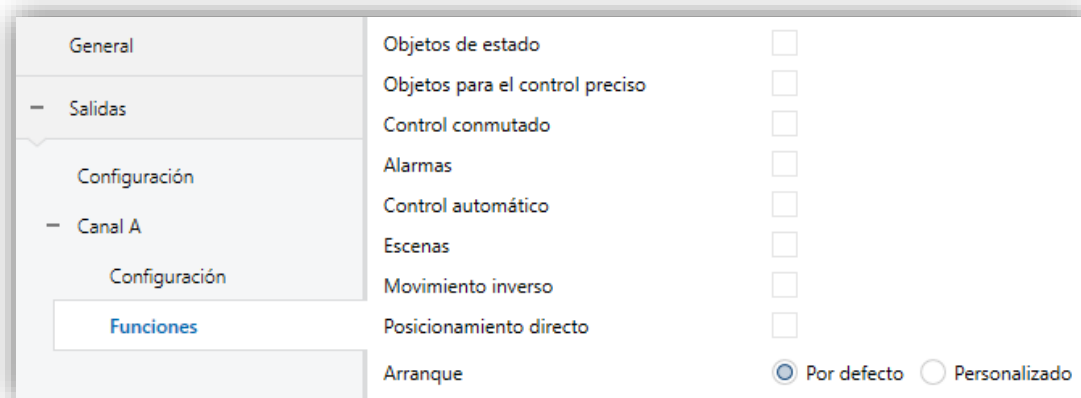 General
Salidas
Configuración
Canal A
Configuración
Funciones
Objetos de estado
Objetos para el control preciso
Control conmutado
Alarmas
Control automático
Escenas
Movimiento inverso
Posicionamiento directo
Arranque Por defecto Personalizado